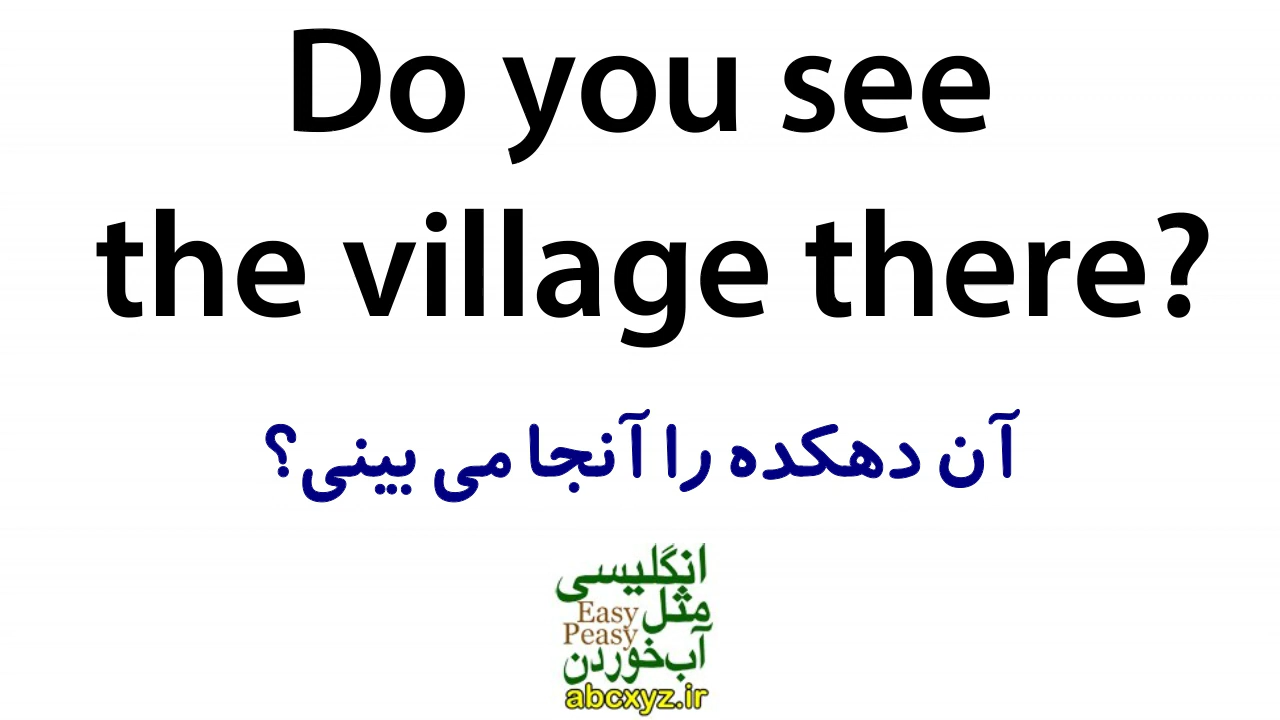 Do you see
the village there?
آن دهکده را آنجا می بینی؟
انگلیسی
مثل Easy
Peasy
آب‌خوردن
abcxyz.ir